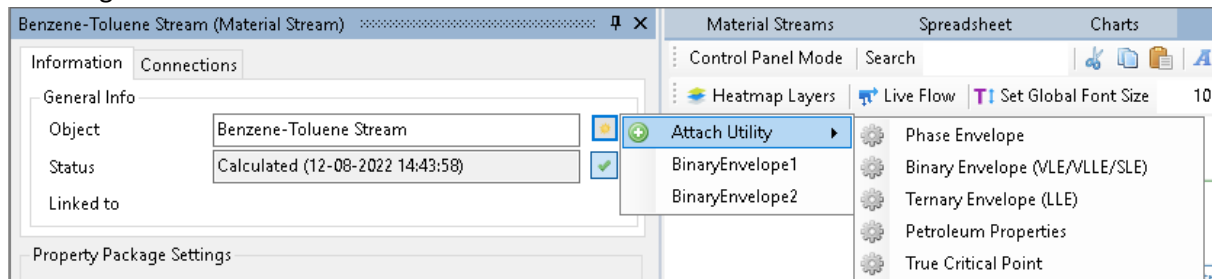 Benzene-Toluene Stream (Material Stream)
Material Streams Spreadsheet Charts
Information Connections
Control Panel Mode Search
General Info
Heatmap Layers Live Flow Set Global Font Size 10
Object Benzene-Toluene Stream
Attach Utility
Phase Envelope
Status Calculated (12-08-2022 14:43:58)
BinaryEnvelope1
Binary Envelope (VLE/VLLE/SLE)
Linked to
BinaryEnvelope2
Ternary Envelope (LLE)
Petroleum Properties
Property Package Settings
True Critical Point